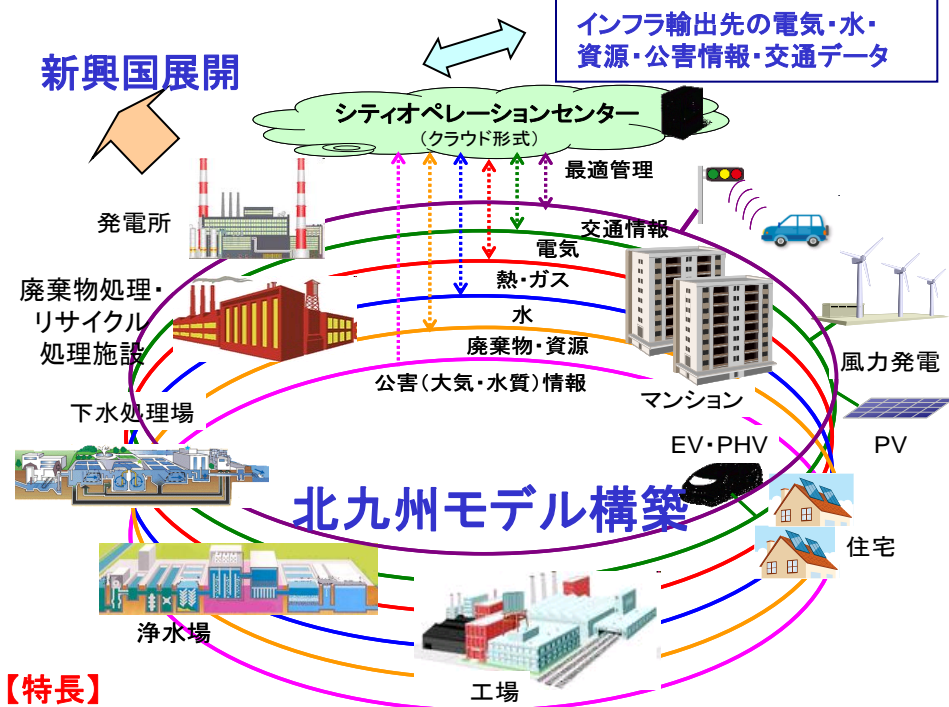 インフラ輸出先の電気・水・
資源・公害情報・交通データ
新興国展開
シティオペレーションセンター
（クラウド形式）
最適管理
発電所
交通情報
電気
熱・ガス
廃棄物処理・
リサイクル
処理施設
水
廃棄物・資源
公害（大気・水質）情報
風力発電
マンション
下水処理場
EV・PHV
PV
北九州モデル構築
住宅
浄水場
工場
【特長】